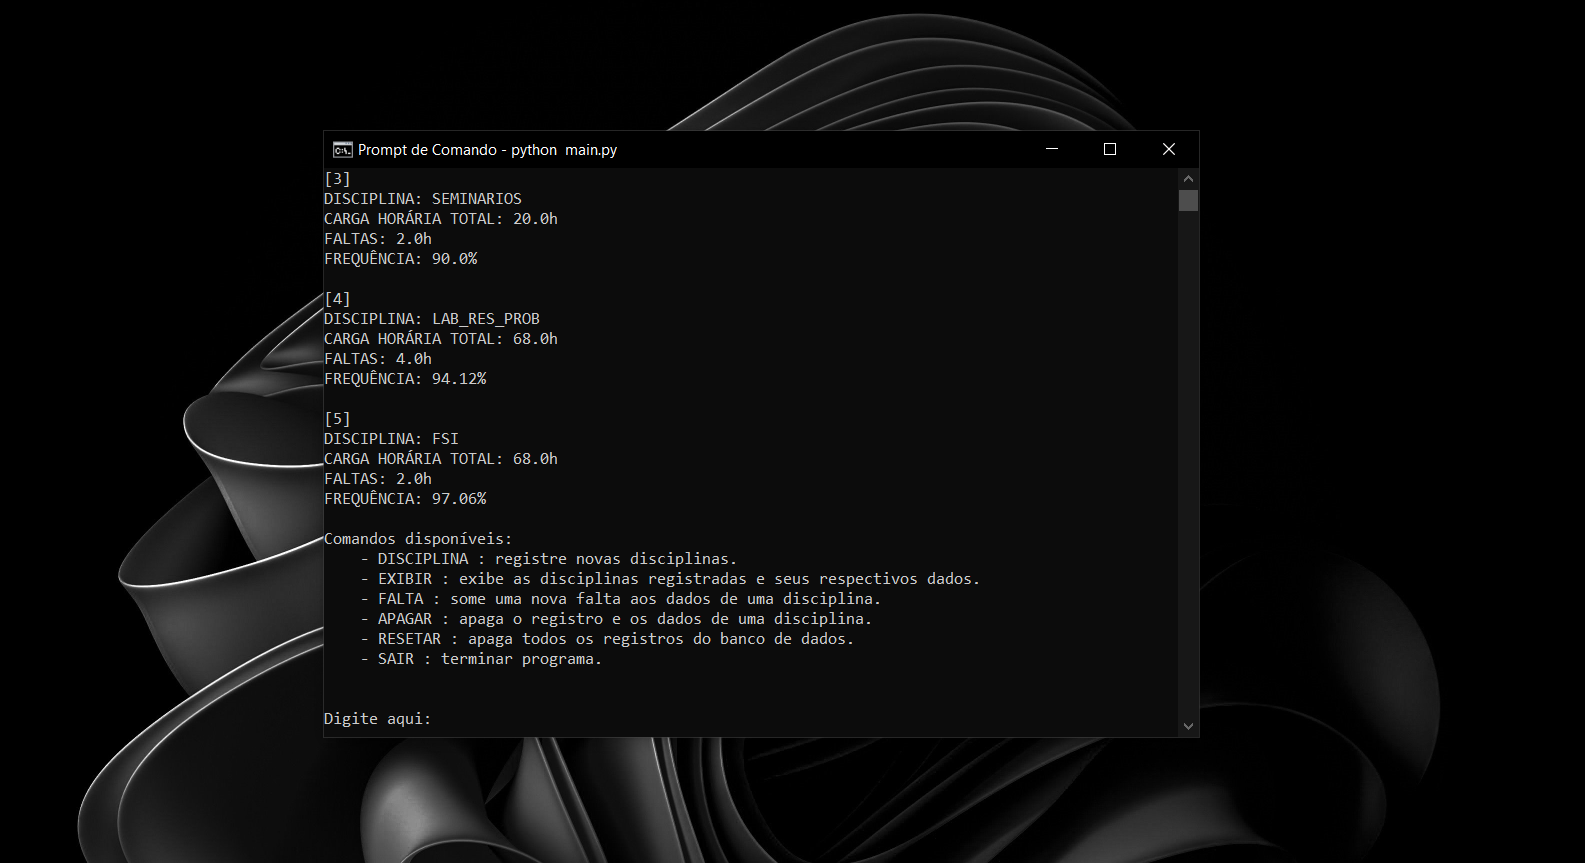 Prompt de Comando - python  main.py
[3]
DISCIPLINA: SEMINARIOS
CARGA HORÁRIA TOTAL: 20.0h
FALTAS: 2.0h
FREQUÊNCIA: 90.0%
[4]
DISCIPLINA: LAB_RES_PROB
CARGA HORÁRIA TOTAL: 68.0h
FALTAS: 4.0h
FREQUÊNCIA: 94.12%
[5]
DISCIPLINA: FSI
CARGA HORÁRIA TOTAL: 68.0h
FALTAS: 2.0h
FREQUÊNCIA: 97.06%
Comandos disponíveis:
- DISCIPLINA : registre novas disciplinas.
- EXIBIR : exibe as disciplinas registradas e seus respectivos dados.
- FALTA : some uma nova falta aos dados de uma disciplina.
- APAGAR : apaga o registro e os dados de uma disciplina.
- RESETAR : apaga todos os registros do banco de dados.
- SAIR : terminar programa.
Digite aqui: